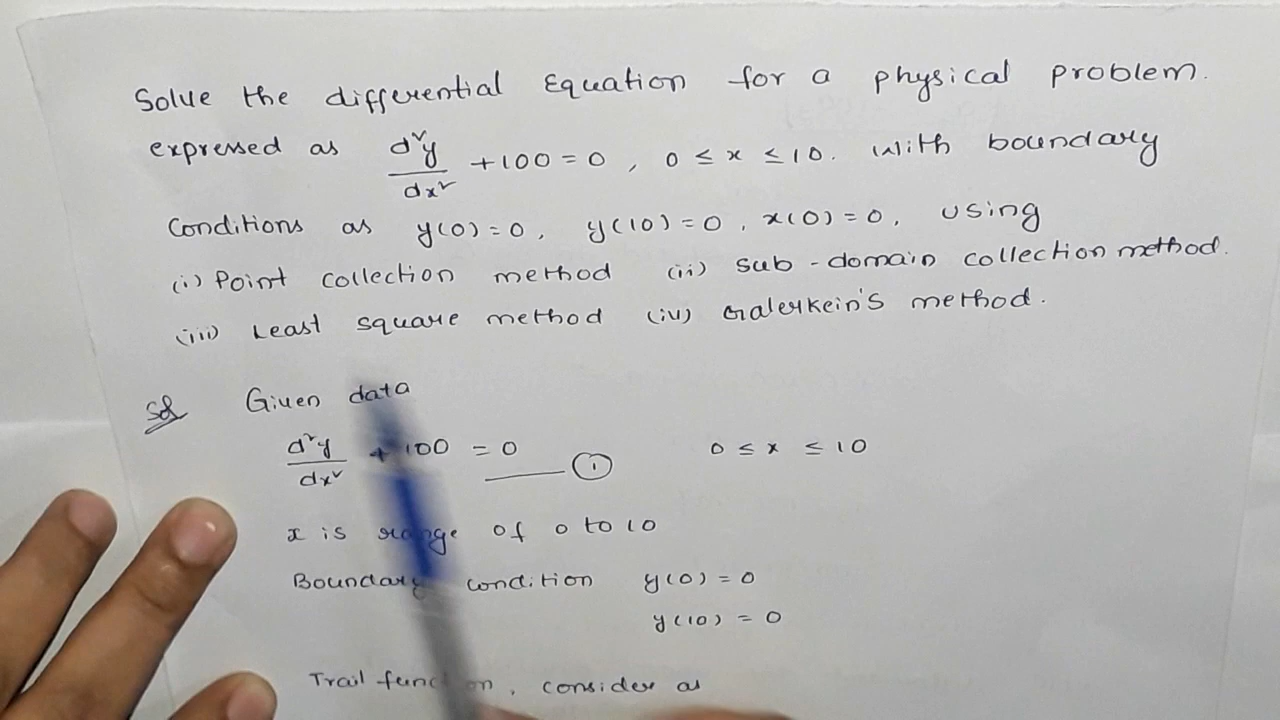 Solve the differential Equation for a physical problem.
expressed as d²y/dx² +100 = 0 , 0 ≤ x ≤ 10. With boundary
Conditions as y(0) = 0, y(10) = 0, x(0) = 0, using
(i) Point collection method (ii) sub-domain collection method.
(iii) Least square method (iv) Galerkein's method.
Sol Given data
d²y/dx² + 100 = 0 ——— ① 0 ≤ x ≤ 10
x is range of 0 to 10
Boundary condition y(0) = 0
y(10) = 0
Trail function, consider as